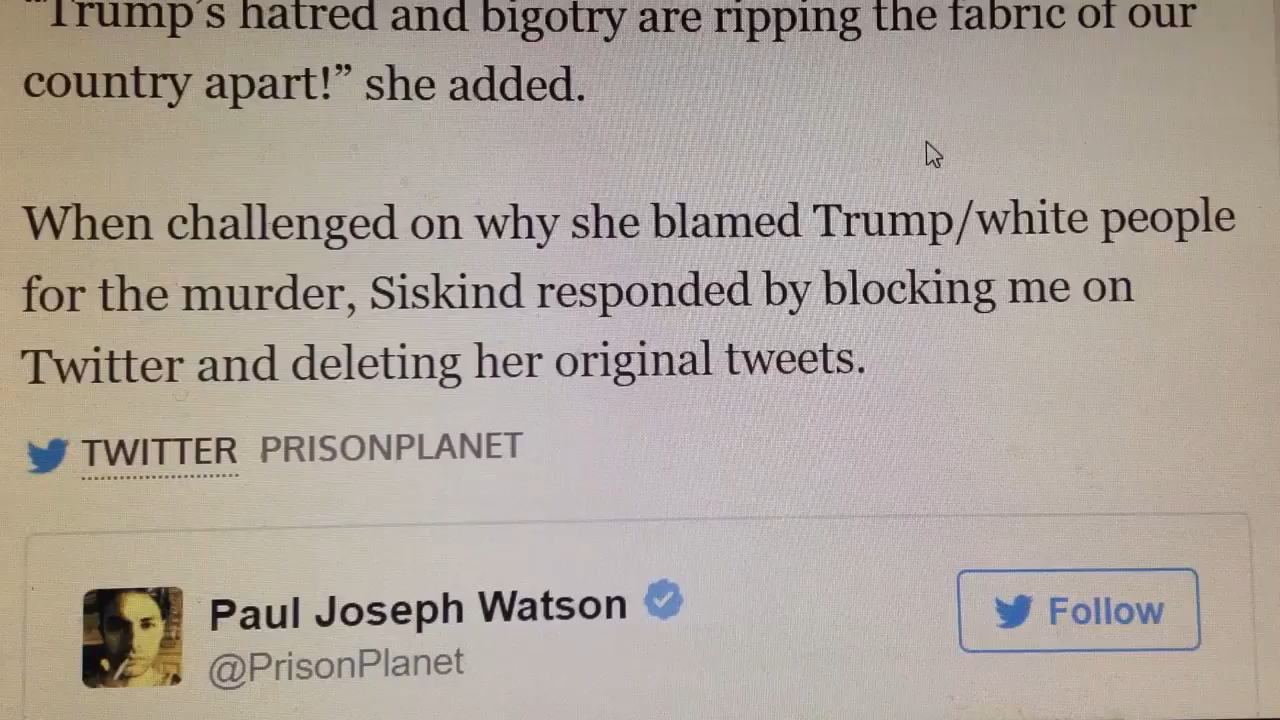 "Trump's hatred and bigotry are ripping the fabric of our
country apart!” she added.
When challenged on why she blamed Trump/white people
for the murder, Siskind responded by blocking me on
Twitter and deleting her original tweets.
TWITTER PRISONPLANET
Paul Joseph Watson
@PrisonPlanet
Follow